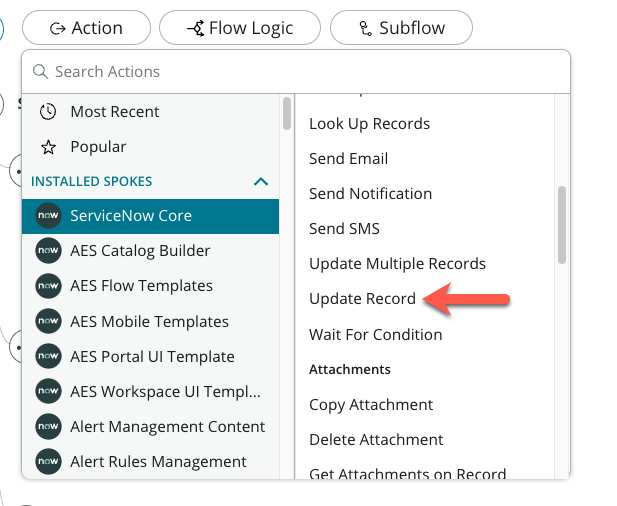 Action
Flow Logic
Subflow
Search Actions
Most Recent
Popular
INSTALLED SPOKES
now ServiceNow Core
now AES Catalog Builder
now AES Flow Templates
now AES Mobile Templates
now AES Portal UI Template
now AES Workspace UI Templ...
now Alert Management Content
now Alert Rules Management
Look Up Records
Send Email
Send Notification
Send SMS
Update Multiple Records
Update Record
Wait For Condition
Attachments
Copy Attachment
Delete Attachment
Get Attachments on Record